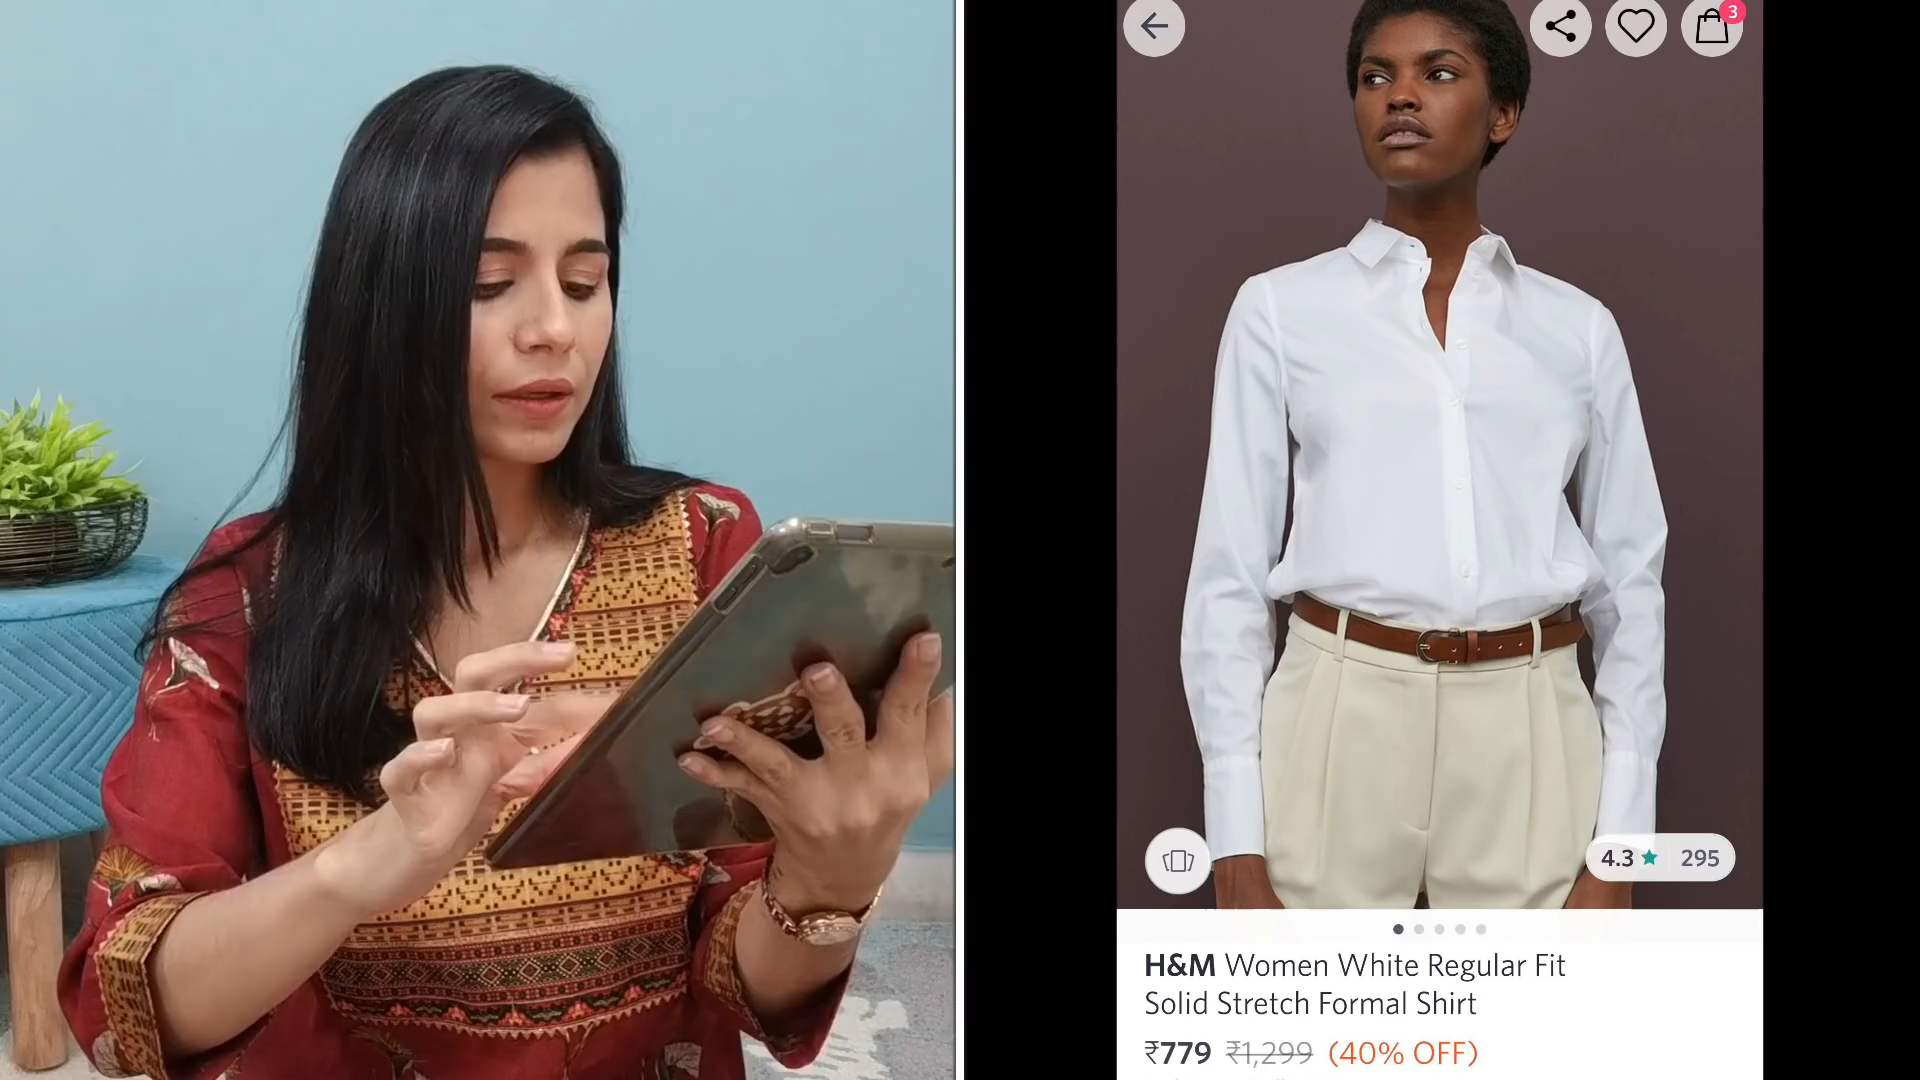 3
4.3 ★ 295
H&M Women White Regular Fit
Solid Stretch Formal Shirt
₹779 ₹1,299 (40% OFF)